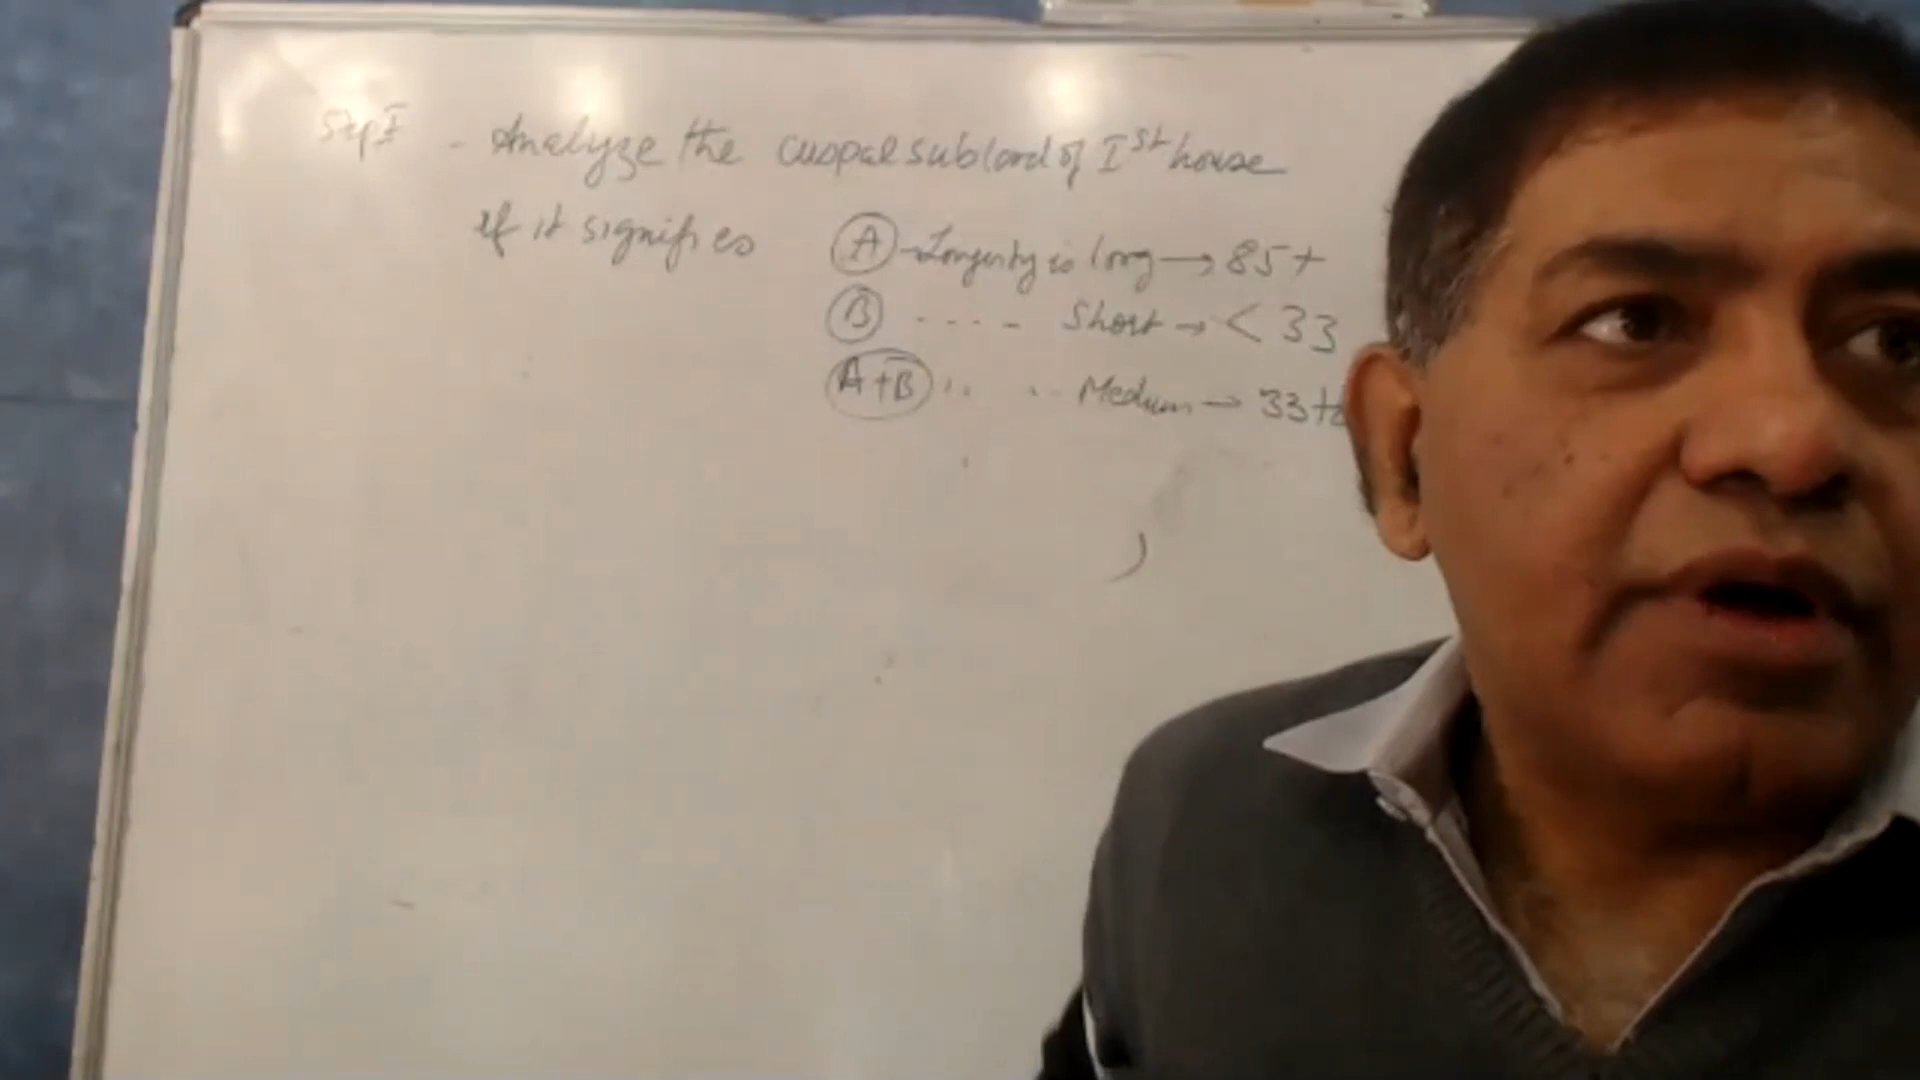 Step I - Analyze the cuspal sublord of Ist house
if it signifies A - Longevity is long → 85+
B ---- Short → < 33
A+B .. .. Medium → 33 to